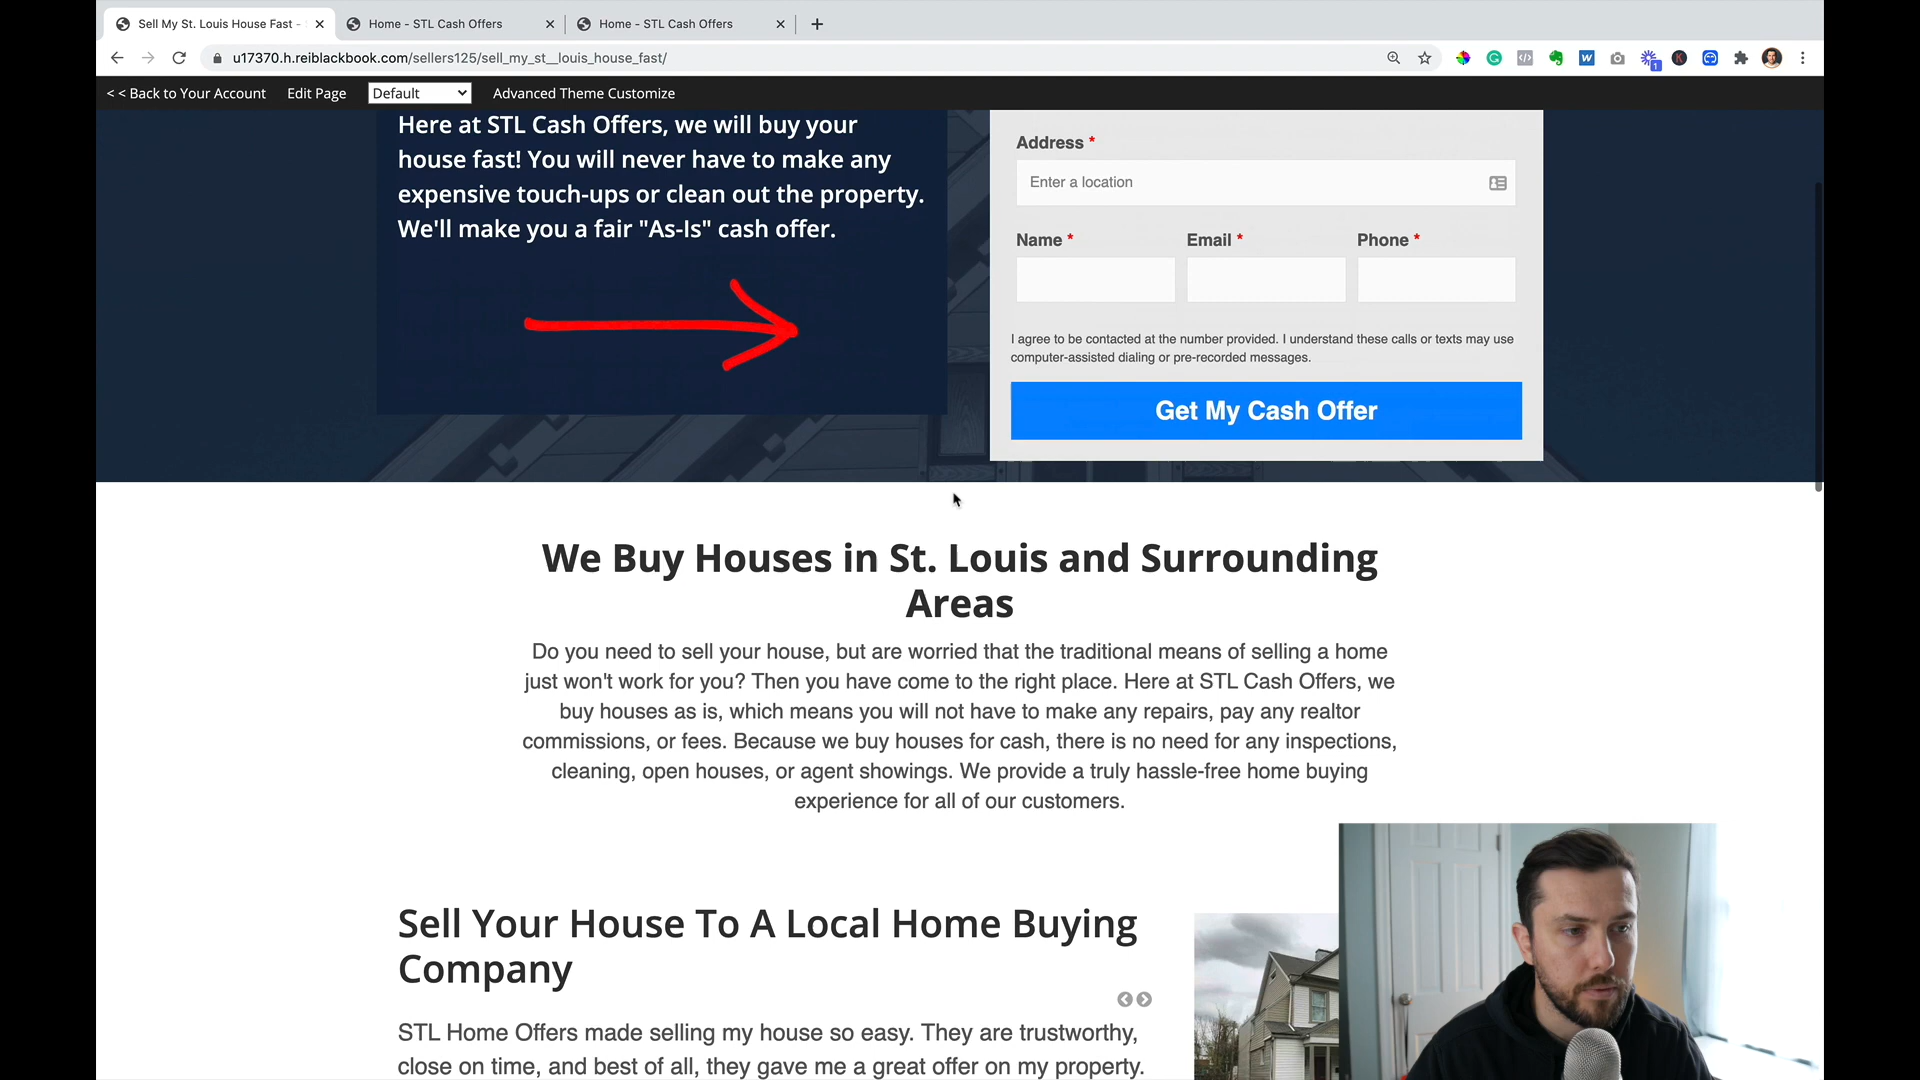 Sell My St. Louis House Fast -
Home - STL Cash Offers
Home - STL Cash Offers
u17370.h.reiblackbook.com/sellers125/sell_my_st__louis_house_fast/
W
K
1
< < Back to Your Account
Edit Page
Default
Advanced Theme Customize
Here at STL Cash Offers, we will buy your
house fast! You will never have to make any
expensive touch-ups or clean out the property.
We'll make you a fair "As-Is" cash offer.
Address *
Enter a location
Name *
Email *
Phone *
I agree to be contacted at the number provided. I understand these calls or texts may use
computer-assisted dialing or pre-recorded messages.
Get My Cash Offer
We Buy Houses in St. Louis and Surrounding
Areas
Do you need to sell your house, but are worried that the traditional means of selling a home
just won't work for you? Then you have come to the right place. Here at STL Cash Offers, we
buy houses as is, which means you will not have to make any repairs, pay any realtor
commissions, or fees. Because we buy houses for cash, there is no need for any inspections,
cleaning, open houses, or agent showings. We provide a truly hassle-free home buying
experience for all of our customers.
Sell Your House To A Local Home Buying
Company
STL Home Offers made selling my house so easy. They are trustworthy,
close on time, and best of all, they gave me a great offer on my property.